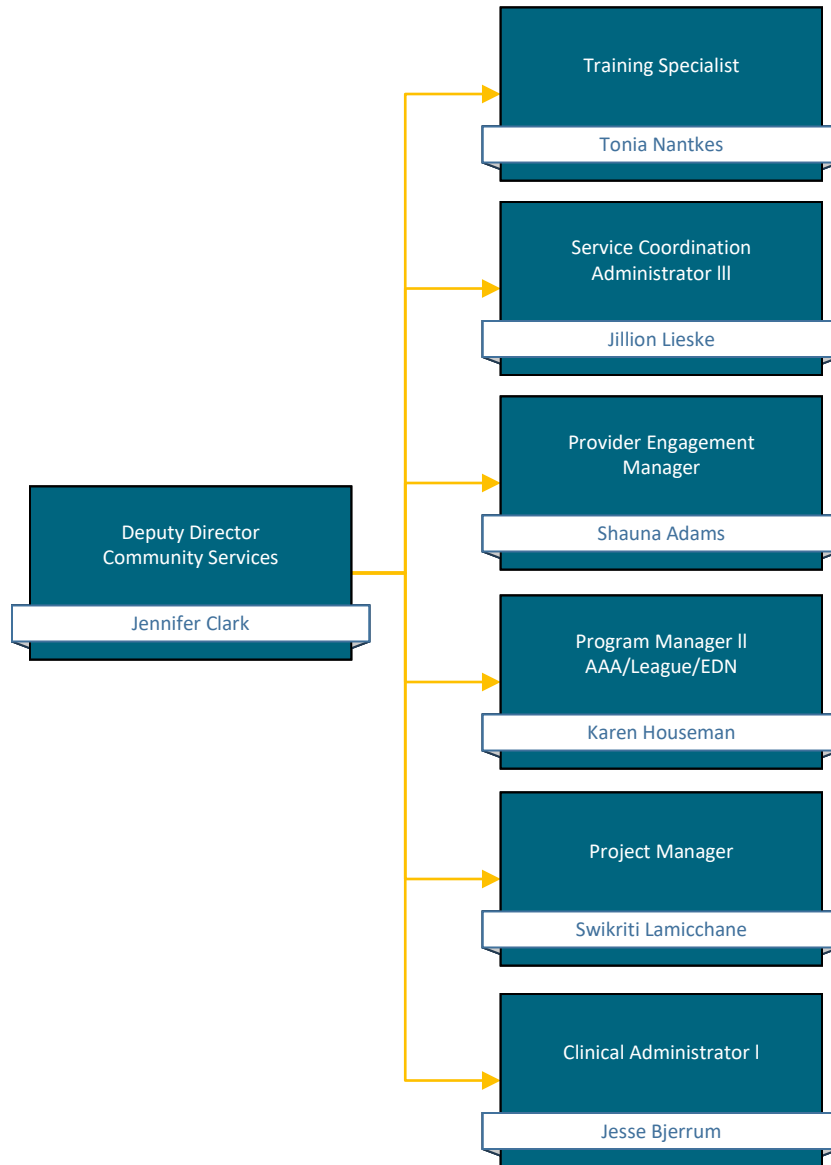 Training Specialist
Tonia Nantkes
Service Coordination
Administrator lll
Jillion Lieske
Provider Engagement
Manager
Shauna Adams
Deputy Director
Community Services
Jennifer Clark
Program Manager ll
AAA/League/EDN
Karen Houseman
Project Manager
Swikriti Lamicchane
Clinical Administrator l
Jesse Bjerrum